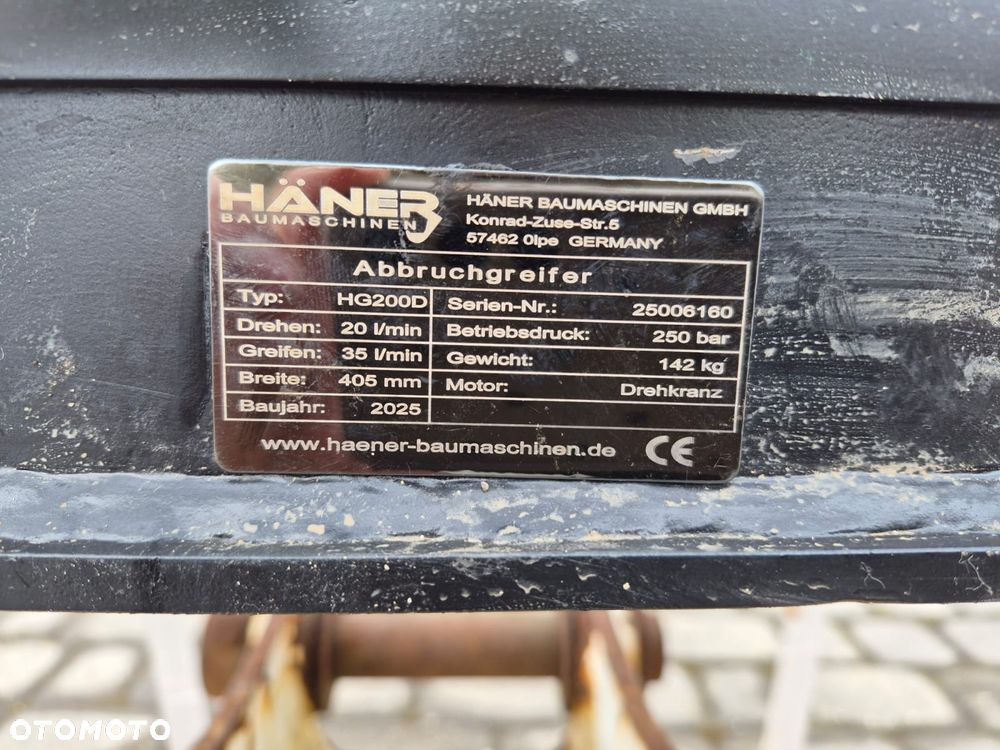 HÄNER
BAUMASCHINEN
HÄNER BAUMASCHINEN GMBH
Konrad-Zuse-Str.5
57462 Olpe GERMANY
Abbruchgreifer
Typ: HG200D Serien-Nr.: 25006160
Drehen: 20 l/min Betriebsdruck: 250 bar
Greifen: 35 l/min Gewicht: 142 kg
Breite: 405 mm Motor: Drehkranz
Baujahr: 2025
www.haener-baumaschinen.de CE
OTOMOTO